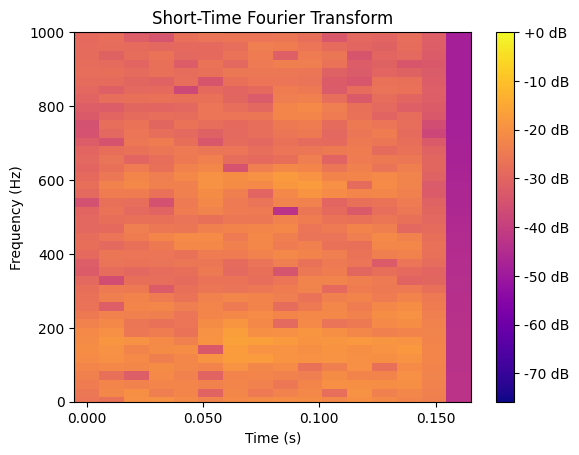 Short-Time Fourier Transform
Frequency (Hz)
1000
800
600
400
200
0
0.000
0.050
0.100
0.150
Time (s)
+0 dB
-10 dB
-20 dB
-30 dB
-40 dB
-50 dB
-60 dB
-70 dB